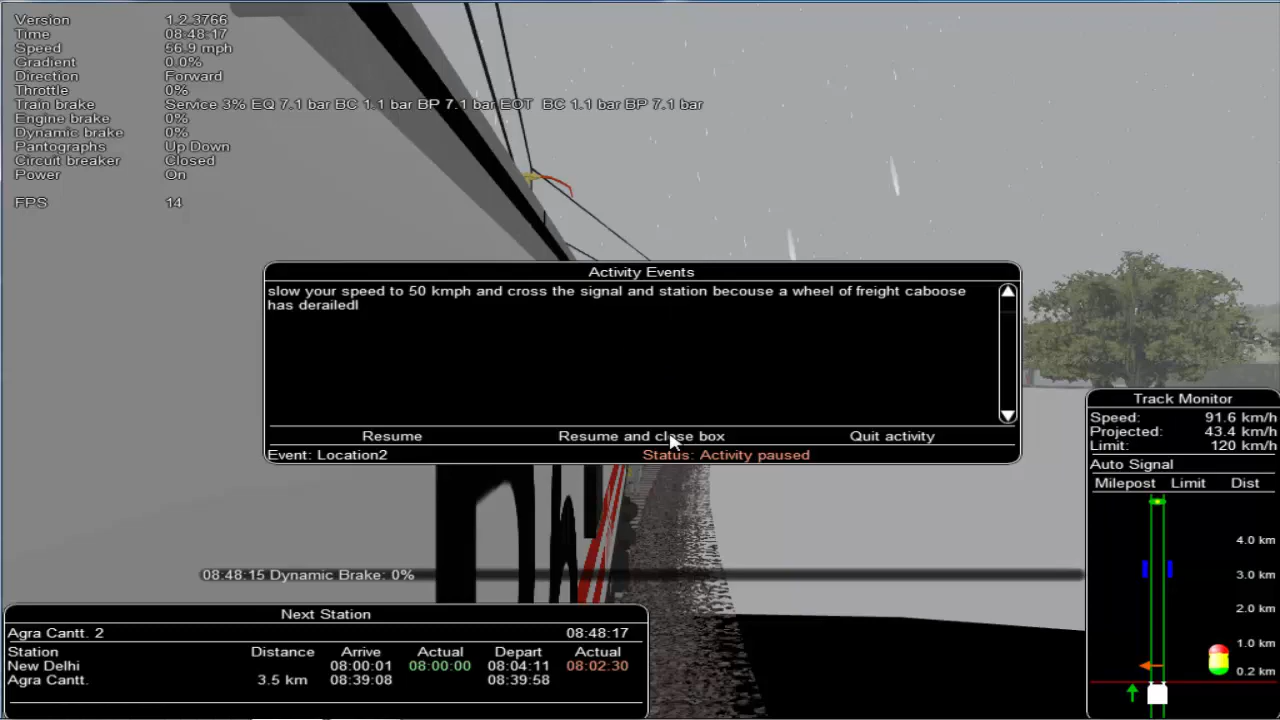 Version 1.2.3766
Time 08:48:17
Speed 56.9 mph
Gradient 0.0%
Direction Forward
Throttle 0%
Train brake Service 3% EQ 7.1 bar BC 1.1 bar BP 7.1 bar EOT BC 1.1 bar BP 7.1 bar
Engine brake 0%
Dynamic brake 0%
Pantographs Up Down
Circuit breaker Closed
Power On
FPS 14
Activity Events
slow your speed to 50 kmph and cross the signal and station becouse a wheel of freight caboose
has derailedl
Resume Resume and close box Quit activity
Event: Location2 Status: Activity paused
Track Monitor
Speed: 91.6 km/h
Projected: 43.4 km/h
Limit: 120 km/h
Auto Signal
Milepost Limit Dist
4.0 km
3.0 km
2.0 km
1.0 km
0.2 km
08:48:15 Dynamic Brake: 0%
Next Station
Agra Cantt. 2 08:48:17
Station Distance Arrive Actual Depart Actual
New Delhi 08:00:01 08:00:00 08:04:11 08:02:30
Agra Cantt. 3.5 km 08:39:08 08:39:58